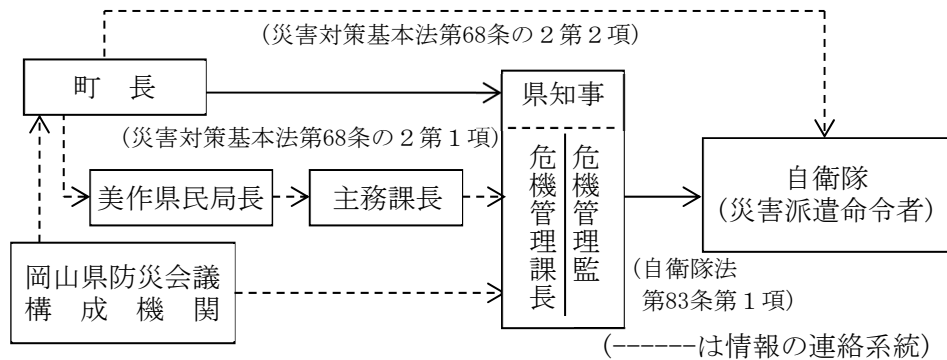 (災害対策基本法第68条の２第２項)
町　長
県知事
(災害対策基本法第68条の２第１項)
危機管理監
危機管理課長
美作県民局長
主務課長
自衛隊
(災害派遣命令者)
岡山県防災会議
構　成　機　関
(自衛隊法
第83条第１項)
(------は情報の連絡系統)